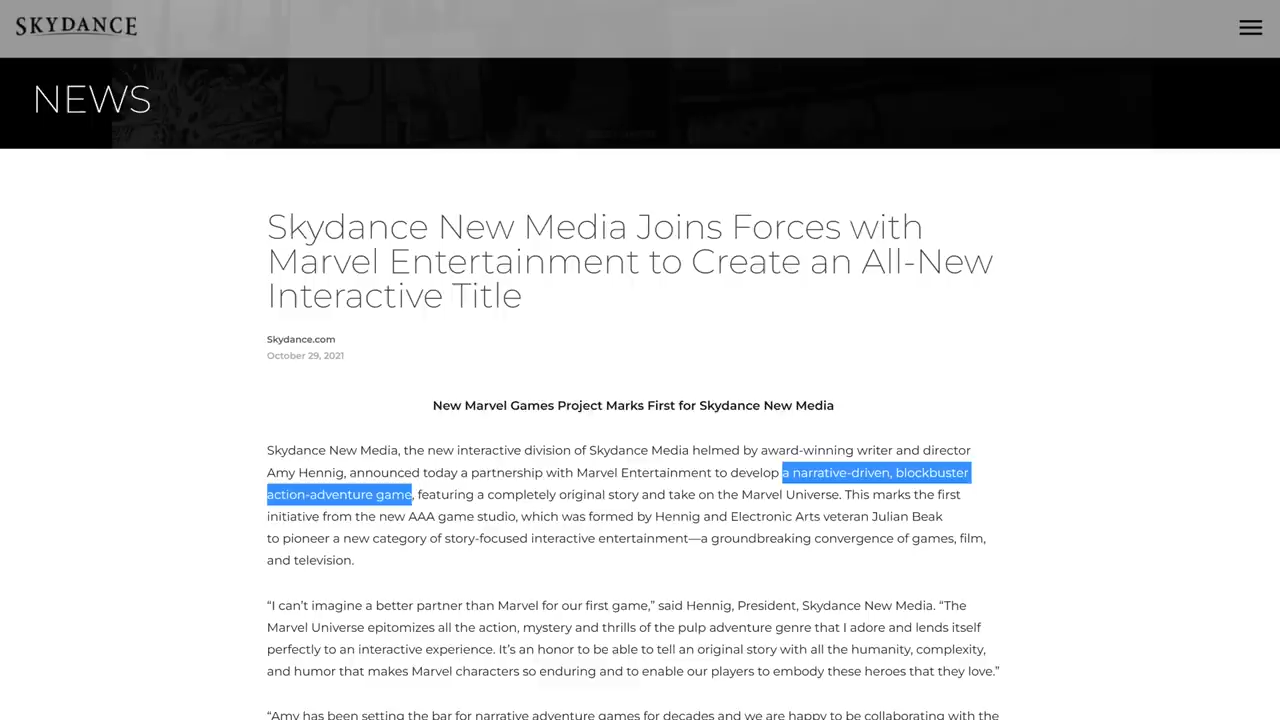 SKYDANCE
NEWS
Skydance New Media Joins Forces with
Marvel Entertainment to Create an All-New
Interactive Title
Skydance.com
October 29, 2021
New Marvel Games Project Marks First for Skydance New Media
Skydance New Media, the new interactive division of Skydance Media helmed by award-winning writer and director
Amy Hennig, announced today a partnership with Marvel Entertainment to develop a narrative-driven, blockbuster
action-adventure game, featuring a completely original story and take on the Marvel Universe. This marks the first
initiative from the new AAA game studio, which was formed by Hennig and Electronic Arts veteran Julian Beak
to pioneer a new category of story-focused interactive entertainment—a groundbreaking convergence of games, film,
and television.
“I can’t imagine a better partner than Marvel for our first game,” said Hennig, President, Skydance New Media. “The
Marvel Universe epitomizes all the action, mystery and thrills of the pulp adventure genre that I adore and lends itself
perfectly to an interactive experience. It’s an honor to be able to tell an original story with all the humanity, complexity,
and humor that makes Marvel characters so enduring and to enable our players to embody these heroes that they love.”
“Amy has been setting the bar for narrative adventure games for decades and we are happy to be collaborating with the